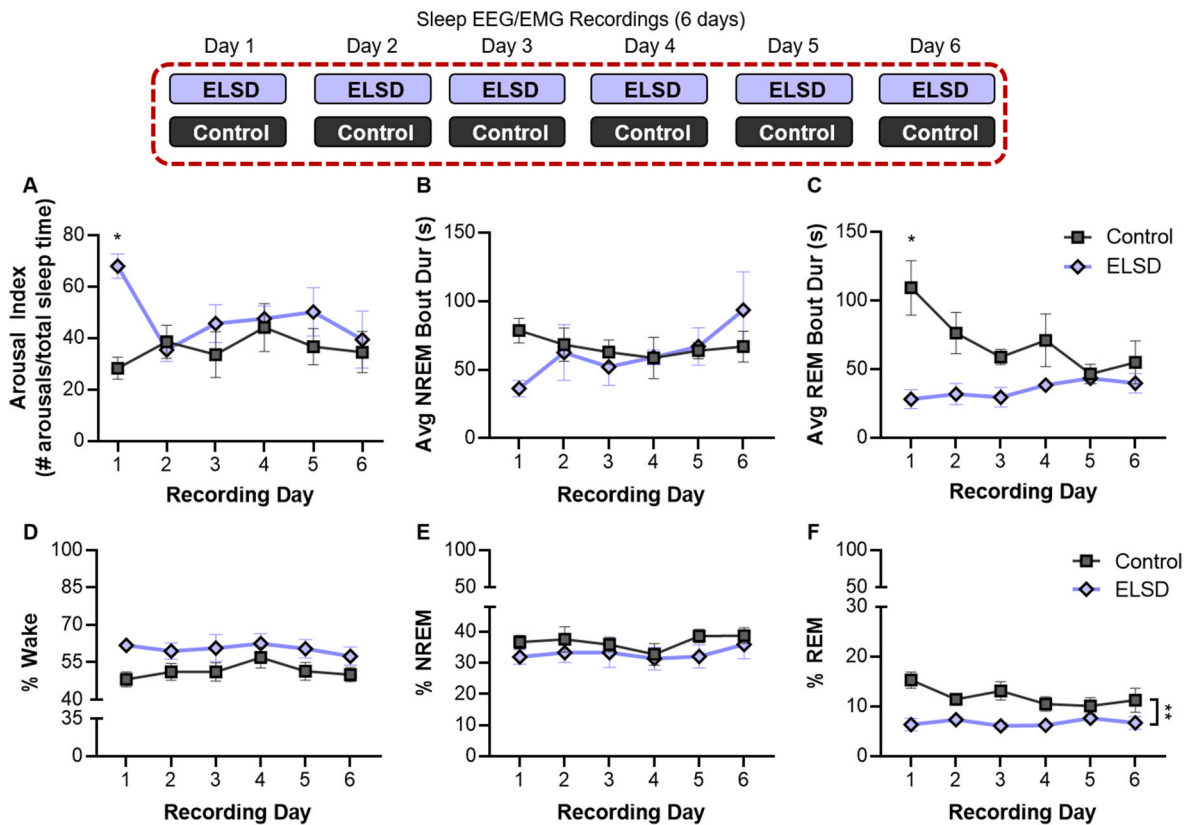 Sleep EEG/EMG Recordings (6 days)
Day 1 Day 2 Day 3 Day 4 Day 5 Day 6
ELSD ELSD ELSD ELSD ELSD ELSD
Control Control Control Control Control Control
A
Arousal Index
(# arousals/total sleep time)
80
60
40
20
0
*
1 2 3 4 5 6
Recording Day
B
Avg NREM Bout Dur (s)
150
100
50
0
1 2 3 4 5 6
Recording Day
C
Avg REM Bout Dur (s)
150
100
50
0
*
Control
ELSD
1 2 3 4 5 6
Recording Day
D
% Wake
100
85
70
55
40
35
0
1 2 3 4 5 6
Recording Day
E
% NREM
100
50
40
30
20
10
0
1 2 3 4 5 6
Recording Day
F
% REM
100
50
30
20
10
0
Control
ELSD
**
1 2 3 4 5 6
Recording Day